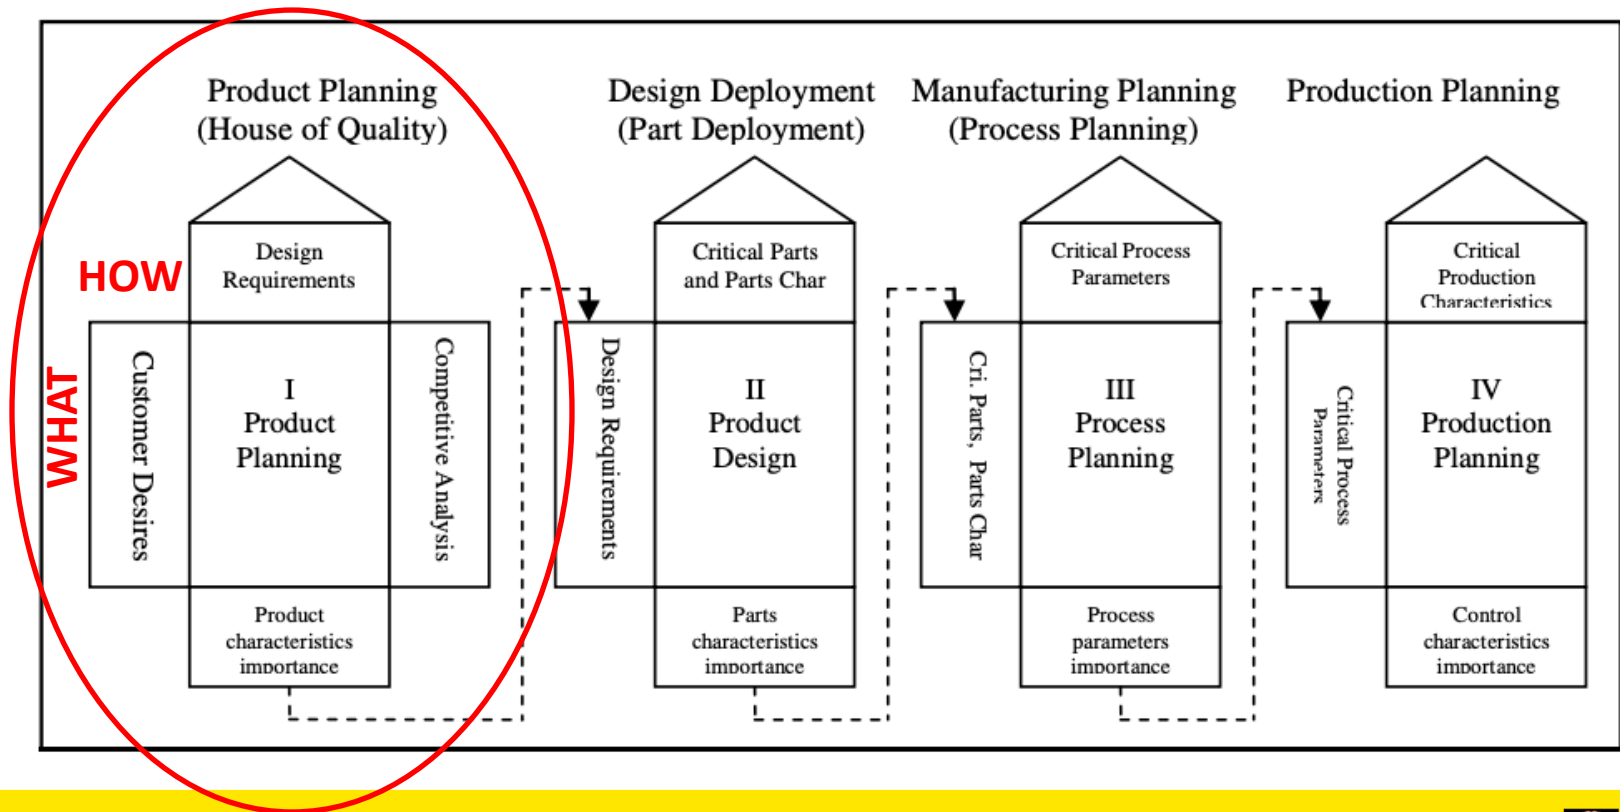 Product Planning
(House of Quality)
Design Deployment
(Part Deployment)
Manufacturing Planning
(Process Planning)
Production Planning
HOW
WHAT
Design
Requirements
Customer Desires
I
Product
Planning
Competitive Analysis
Product
characteristics
importance
Critical Parts
and Parts Char
Design Requirements
II
Product
Design
Parts
characteristics
importance
Critical Process
Parameters
Cri. Parts, Parts Char
III
Process
Planning
Process
parameters
importance
Critical
Production
Characteristics
Critical Process
Parameters
IV
Production
Planning
Control
characteristics
importance